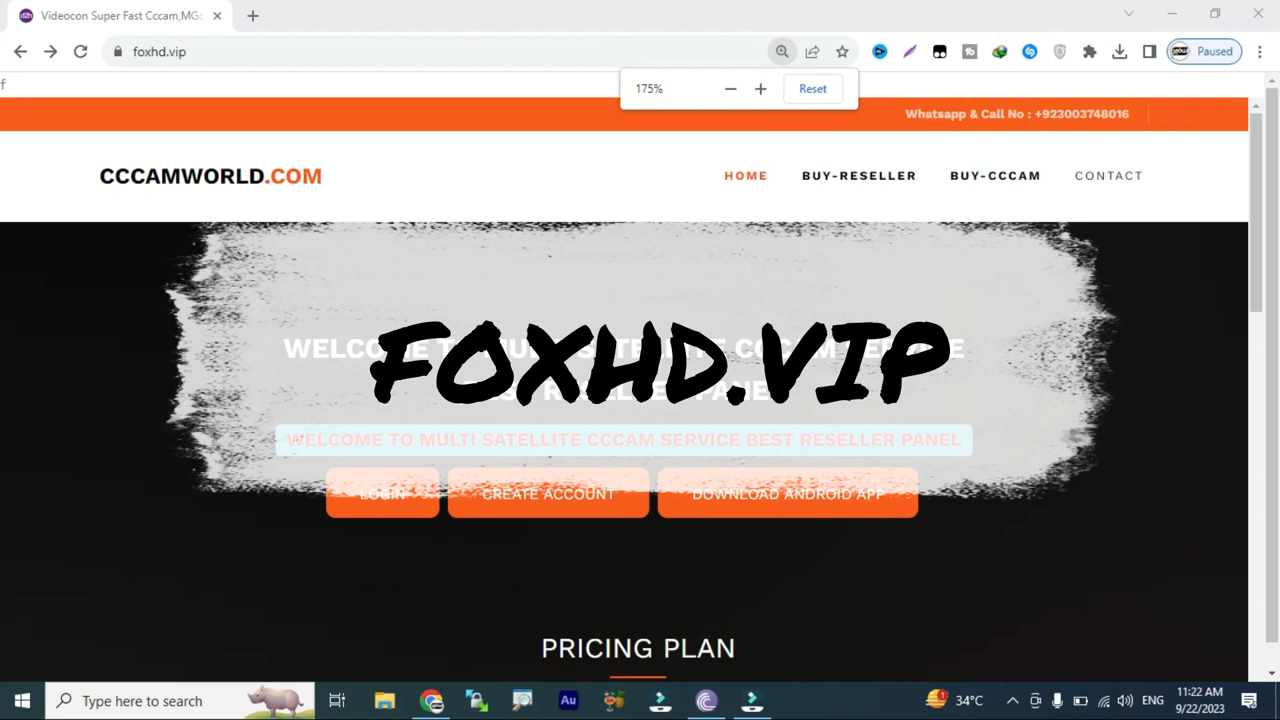 Videocon Super Fast Cccam,MGc
foxhd.vip
Paused
f
175%
Reset
Whatsapp & Call No : +923003748016
CCCAMWORLD.COM
HOME
BUY-RESELLER
BUY-CCCAM
CONTACT
FOXHD.VIP
WELCOME TO MULTI SATELLITE CCCAM SERVICE
BEST RESELLER PANEL
WELCOME TO MULTI SATELLITE CCCAM SERVICE BEST RESELLER PANEL
LOGIN
CREATE ACCOUNT
DOWNLOAD ANDROID APP
PRICING PLAN
Type here to search
Au
34°C
ENG
11:22 AM
9/22/2023